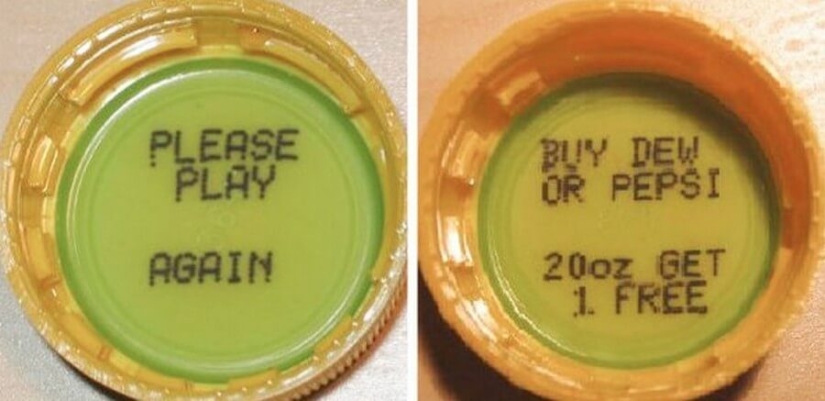 PLEASE
PLAY
AGAIN
BUY DEW
OR PEPSI
20oz GET
1 FREE